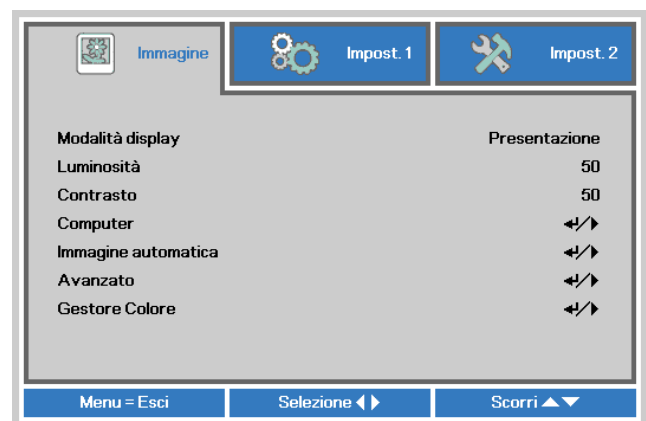 Immagine
Impost. 1
Impost. 2
Modalità display Presentazione
Luminosità 50
Contrasto 50
Computer
Immagine automatica
Avanzato
Gestore Colore
Menu = Esci
Selezione
Scorri